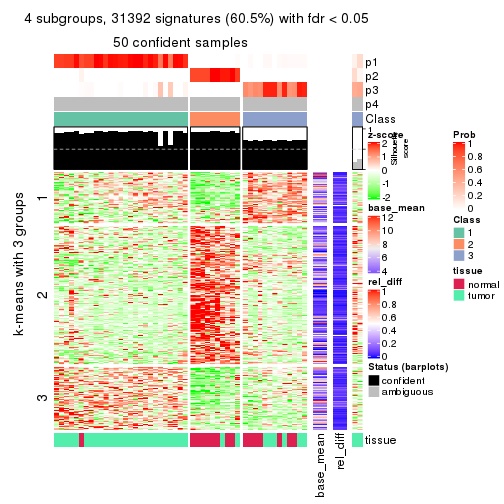 4 subgroups, 31392 signatures (60.5%) with fdr < 0.05
50 confident samples
p1
p2
p3
p4
Class
1
Silhouette
score
k-means with 3 groups
1
2
3
tissue
base_mean
rel_diff
z-score
2
1
0
-1
-2
base_mean
12
10
8
6
4
rel_diff
1
0.8
0.6
0.4
0.2
0
Status (barplots)
confident
ambiguous
Prob
1
0.8
0.6
0.4
0.2
0
Class
1
2
3
tissue
normal
tumor